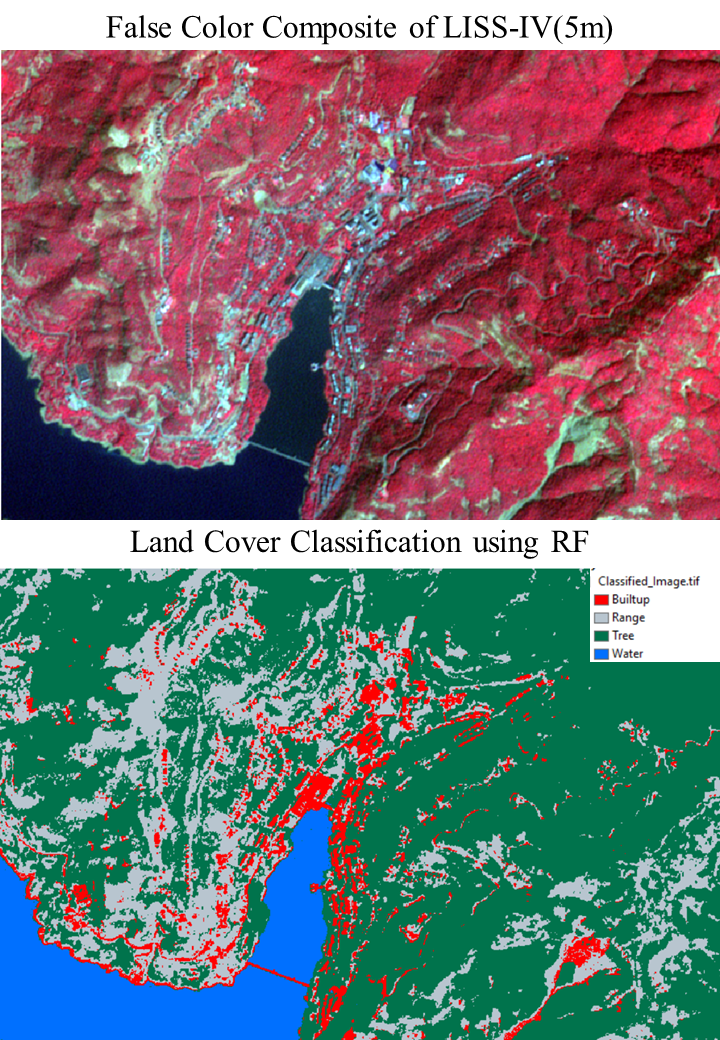 False Color Composite of LISS-IV(5m)
Land Cover Classification using RF
Classified_Image.tif
Builtup
Range
Tree
Water